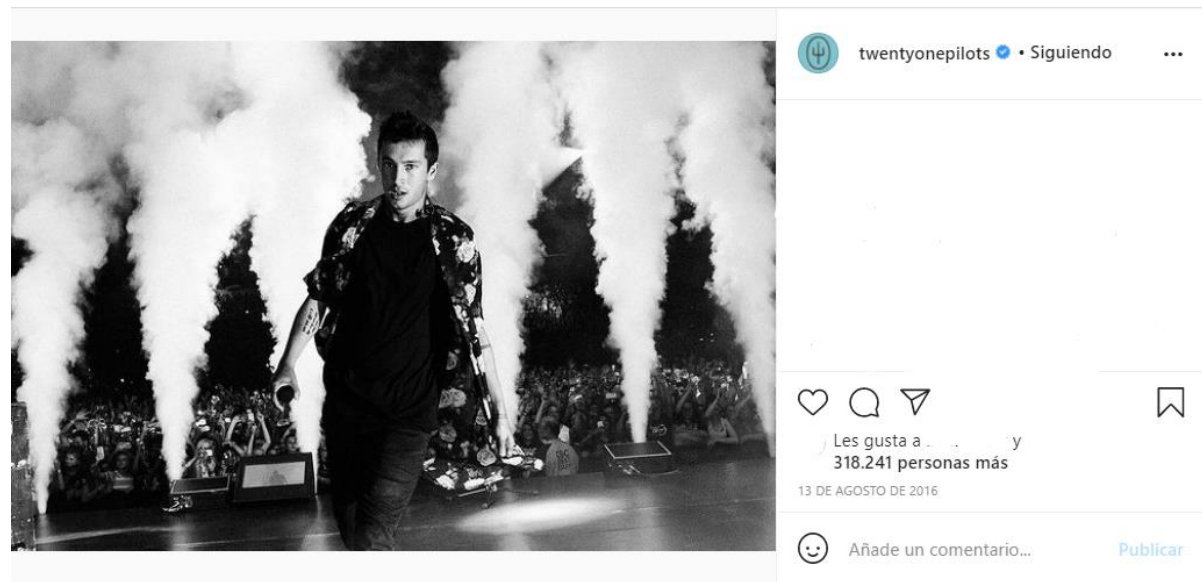 twentyonepilots • Siguiendo
Les gusta a y
318.241 personas más
13 DE AGOSTO DE 2016
Añade un comentario...
Publicar